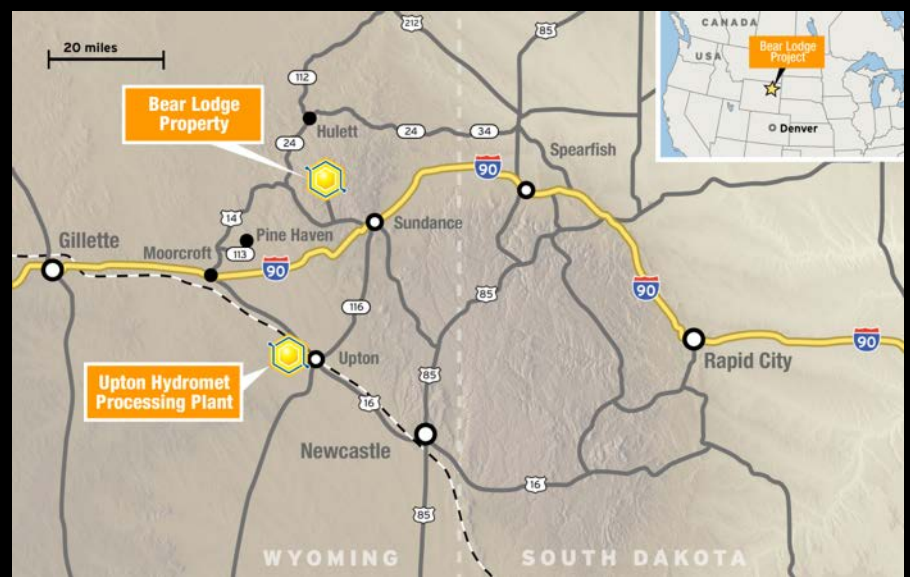 20 miles
212
85
CANADA
USA
Bear Lodge
Project
Denver
112
Bear Lodge
Property
Hulett
24
34
24
Spearfish
90
14
Pine Haven
Sundance
Gillette
Moorcroft
113
90
85
90
116
Upton
Rapid City
90
Upton Hydromet
Processing Plant
85
16
Newcastle
16
85
WYOMING
SOUTH DAKOTA